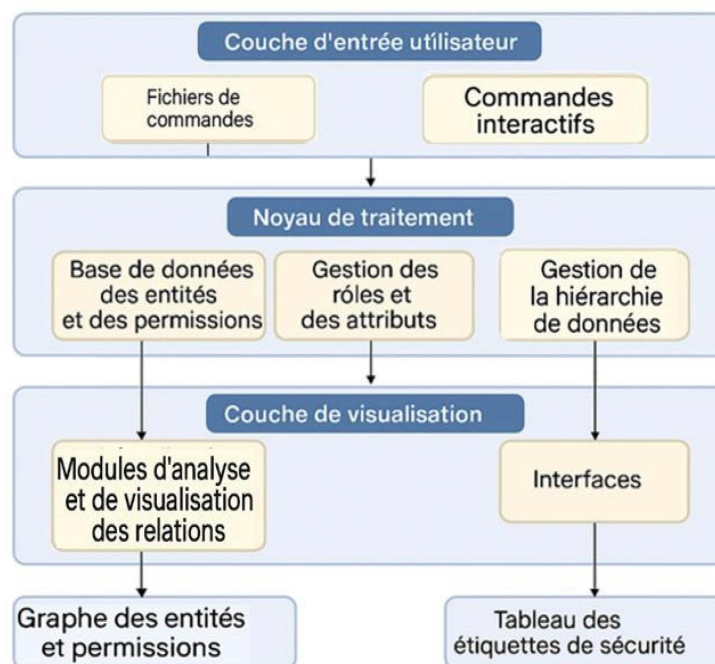 Couche d'entrée utilisateur
Fichiers de
commandes
Commandes
interactifs
Noyau de traitement
Base de données
des entités
et des permissions
Gestion des
róles et
des attributs
Gestion de
la hiérarchie
de données
Couche de visualisation
Modules d'analyse
et de visualisation
des relations
Interfaces
Graphe des entités
et permissions
Tableau des
étiquettes de sécurité